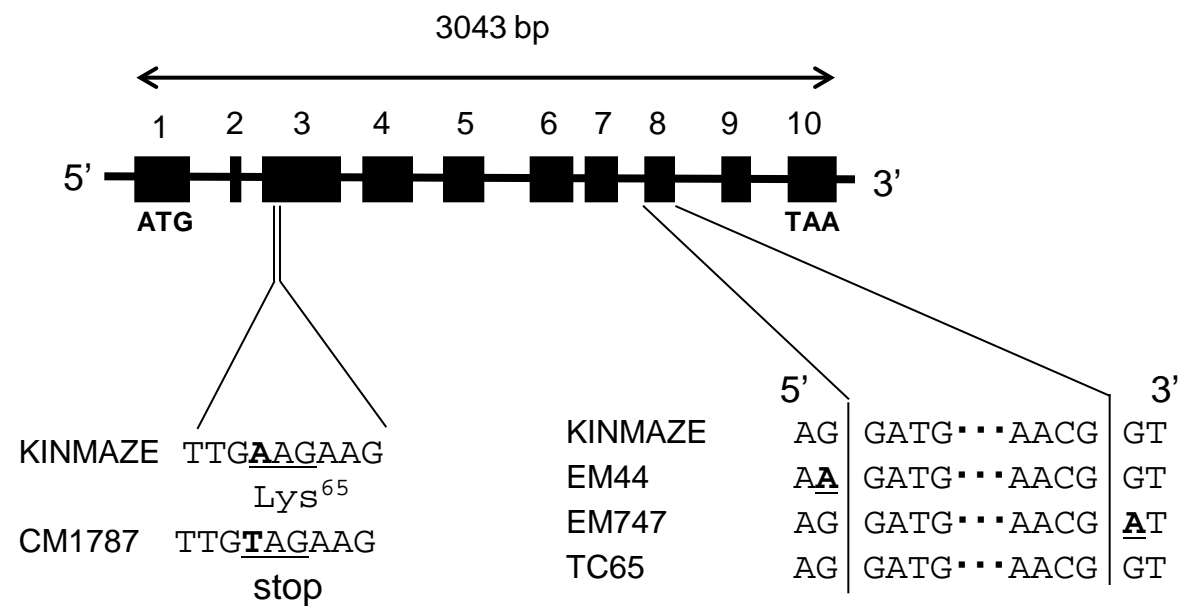 3043 bp
1 2 3 4 5 6 7 8 9 10
5’ 3’
ATG TAA
5’ 3’
KINMAZE TTGAAGAAG
Lys65
CM1787 TTGTAGAAG
stop
KINMAZE AG GATG･･･AACG GT
EM44 AA GATG･･･AACG GT
EM747 AG GATG･･･AACG AT
TC65 AG GATG･･･AACG GT